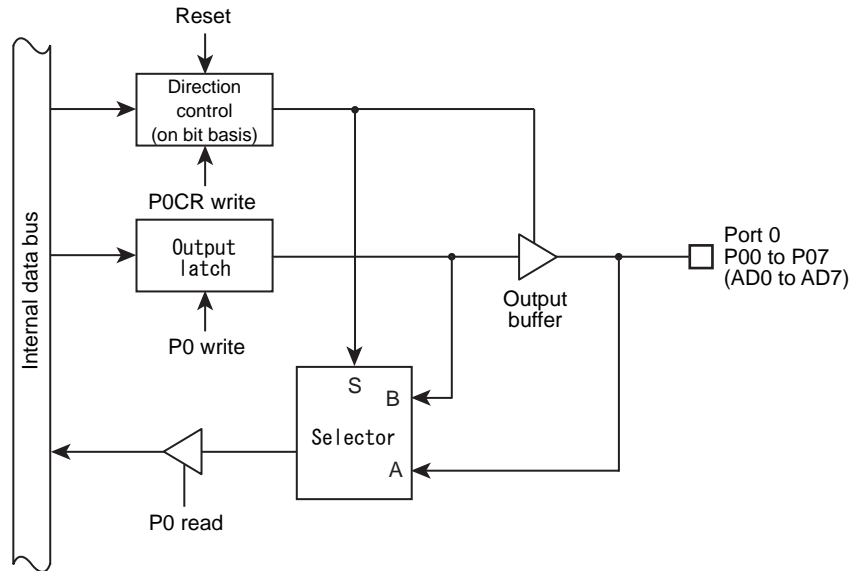 Reset
Direction
control
(on bit basis)
P0CR write
Internal data bus
Output
latch
P0 write
Output
buffer
Port 0
P00 to P07
(AD0 to AD7)
S
B
Selector
A
P0 read